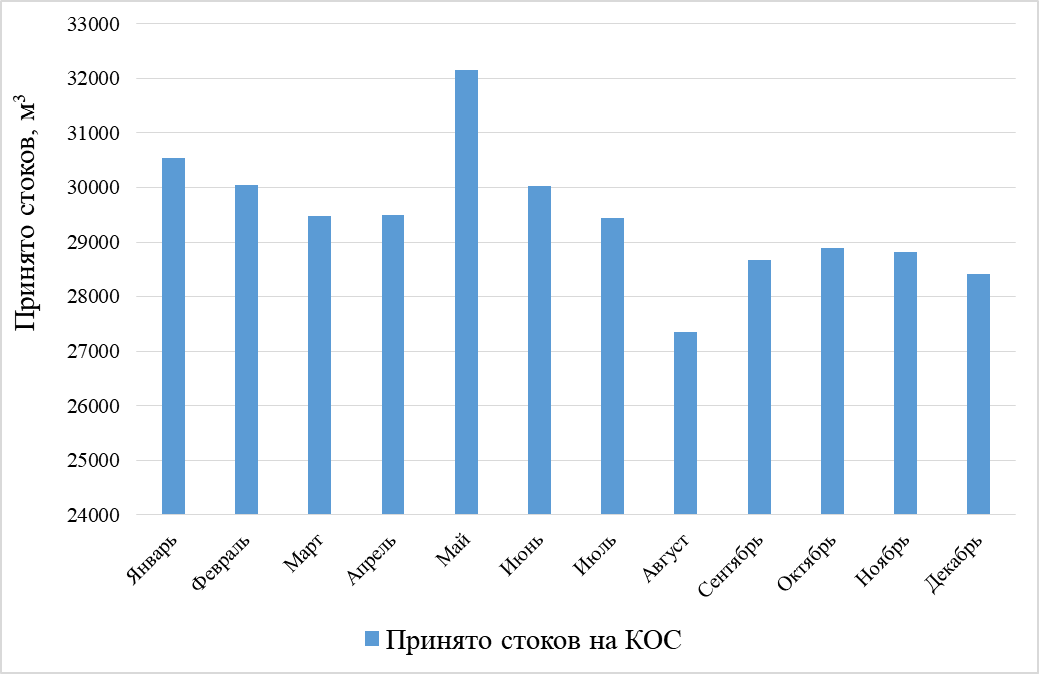 Принято стоков, м³
33000
32000
31000
30000
29000
28000
27000
26000
25000
24000
Январь
Февраль
Март
Апрель
Май
Июнь
Июль
Август
Сентябрь
Октябрь
Ноябрь
Декабрь
Принято стоков на КОС